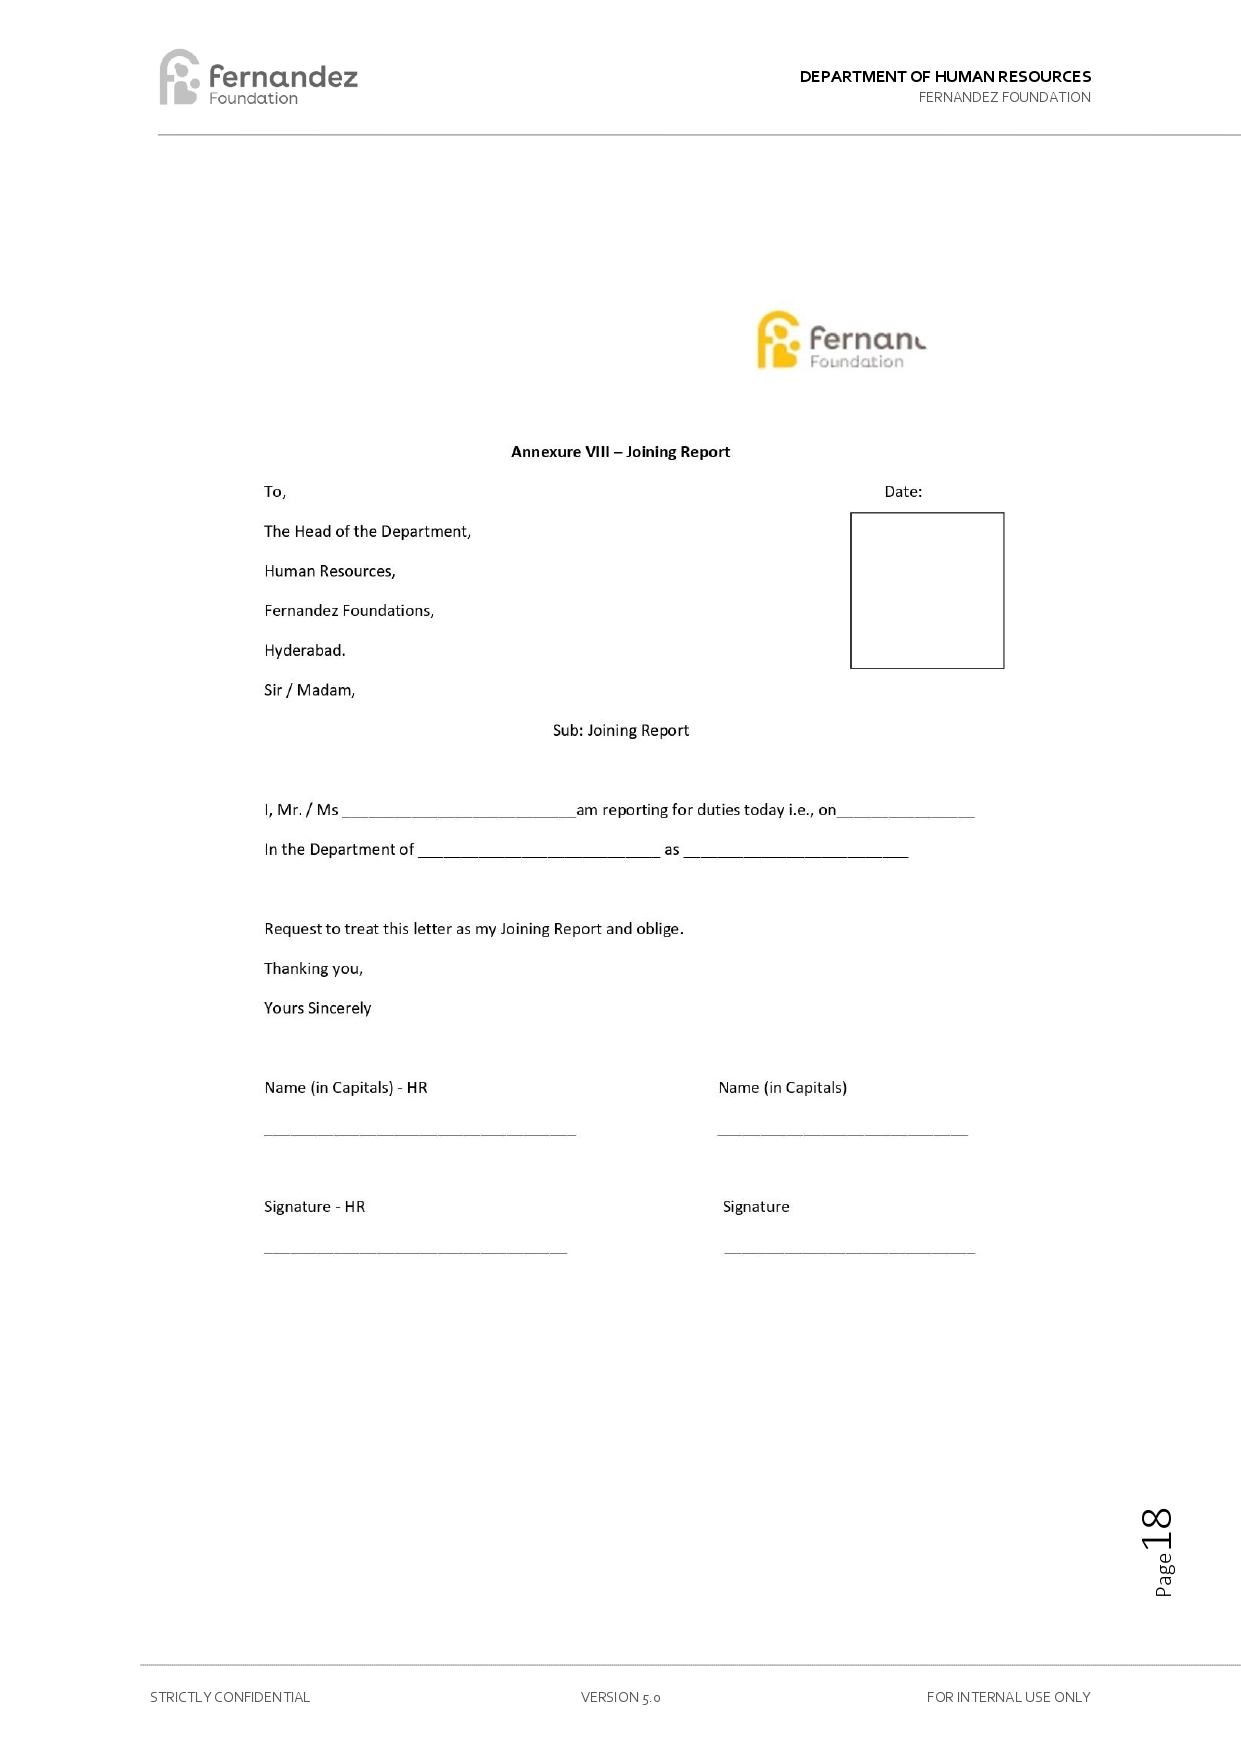 fernandez
Foundation
DEPARTMENT OF HUMAN RESOURCES
FERNANDEZ FOUNDATION
Fernan
Foundation
Annexure VIII – Joining Report
To, Date:
The Head of the Department,
Human Resources,
Fernandez Foundations,
Hyderabad.
Sir / Madam,
Sub: Joining Report
I, Mr. / Ms ___________________________am reporting for duties today i.e., on________________
In the Department of ____________________________ as __________________________
Request to treat this letter as my Joining Report and oblige.
Thanking you,
Yours Sincerely
Name (in Capitals) - HR Name (in Capitals)
____________________________________ _____________________________
Signature - HR Signature
___________________________________ _____________________________
Page18
STRICTLY CONFIDENTIAL VERSION 5.0 FOR INTERNAL USE ONLY